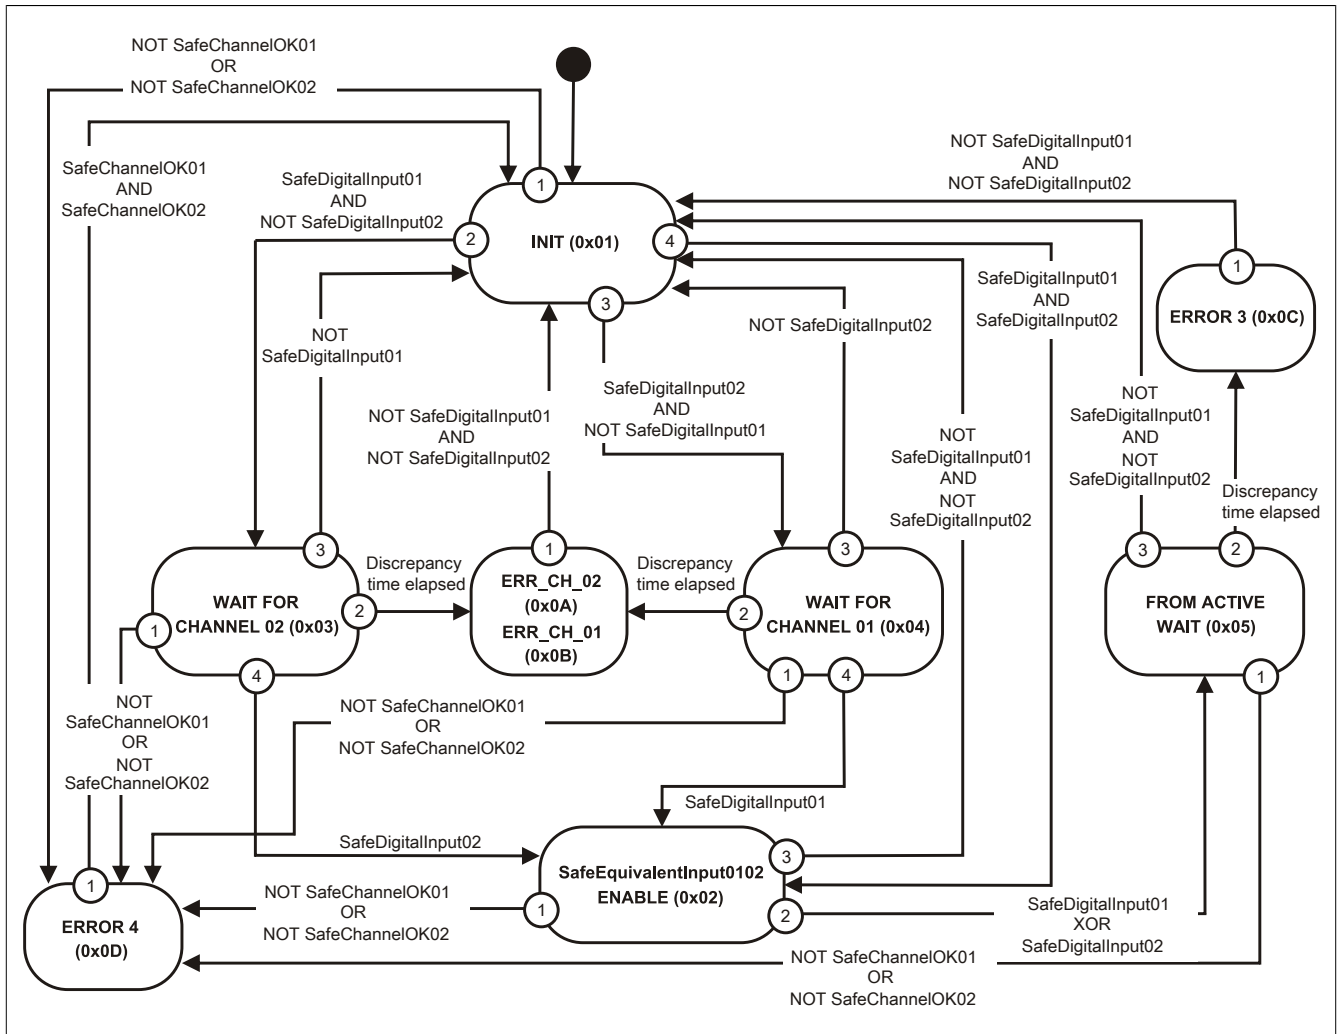 NOT SafeChannelOK01
OR
NOT SafeChannelOK02
SafeChannelOK01
AND
SafeChannelOK02
SafeDigitalInput01
AND
NOT SafeDigitalInput02
1
2
INIT (0x01)
4
3
NOT SafeDigitalInput01
AND
NOT SafeDigitalInput02
SafeDigitalInput01
AND
SafeDigitalInput02
1
ERROR 3 (0x0C)
NOT
SafeDigitalInput01
NOT SafeDigitalInput02
NOT SafeDigitalInput01
AND
NOT SafeDigitalInput02
SafeDigitalInput02
AND
NOT SafeDigitalInput01
NOT
SafeDigitalInput01
AND
NOT
SafeDigitalInput02
NOT
SafeDigitalInput01
AND
NOT
SafeDigitalInput02
Discrepancy
time elapsed
3
WAIT FOR
CHANNEL 02 (0x03)
1
2
4
Discrepancy
time elapsed
1
ERR_CH_02
(0x0A)
ERR_CH_01
(0x0B)
Discrepancy
time elapsed
3
2
WAIT FOR
CHANNEL 01 (0x04)
1
4
3
2
FROM ACTIVE
WAIT (0x05)
1
NOT
SafeChannelOK01
OR
NOT
SafeChannelOK02
NOT SafeChannelOK01
OR
NOT SafeChannelOK02
SafeDigitalInput01
SafeDigitalInput02
3
SafeEquivalentInput0102
ENABLE (0x02)
1
2
1
ERROR 4
(0x0D)
NOT SafeChannelOK01
OR
NOT SafeChannelOK02
SafeDigitalInput01
XOR
SafeDigitalInput02
NOT SafeChannelOK01
OR
NOT SafeChannelOK02